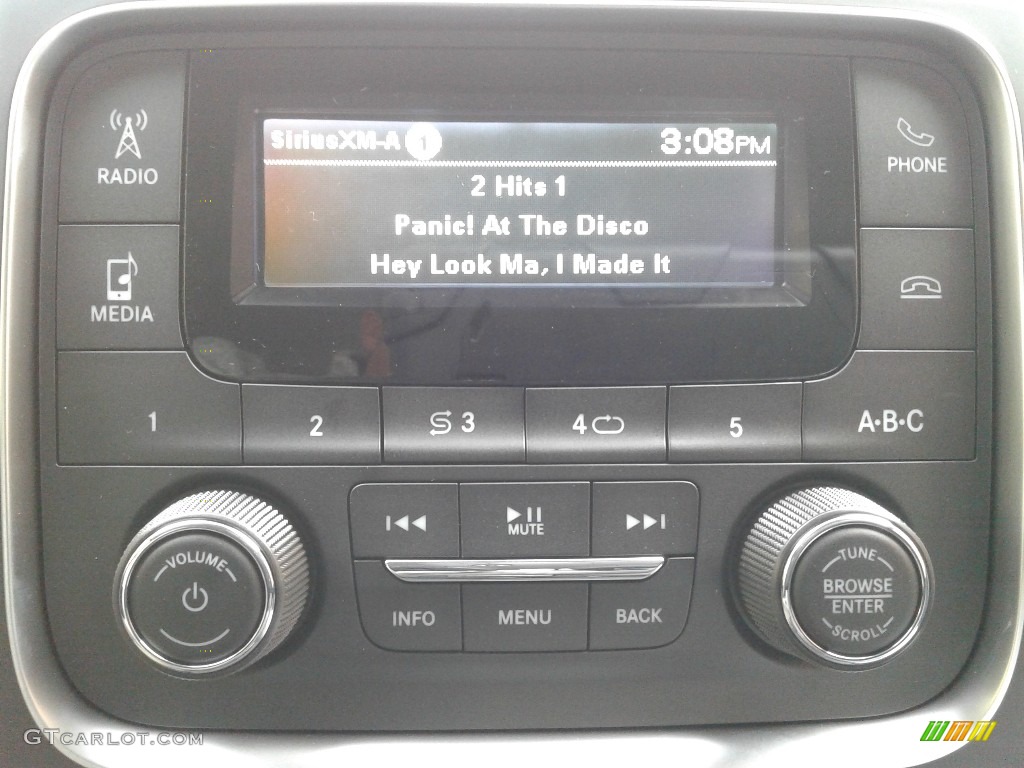 SiriusXM-A 1 3:08PM
2 Hits 1
Panic! At The Disco
Hey Look Ma, I Made It
RADIO
PHONE
MEDIA
1 2 3 4 5 A·B·C
VOLUME
MUTE
INFO MENU BACK
TUNE
BROWSE
ENTER
SCROLL
GTCARLOT.COM